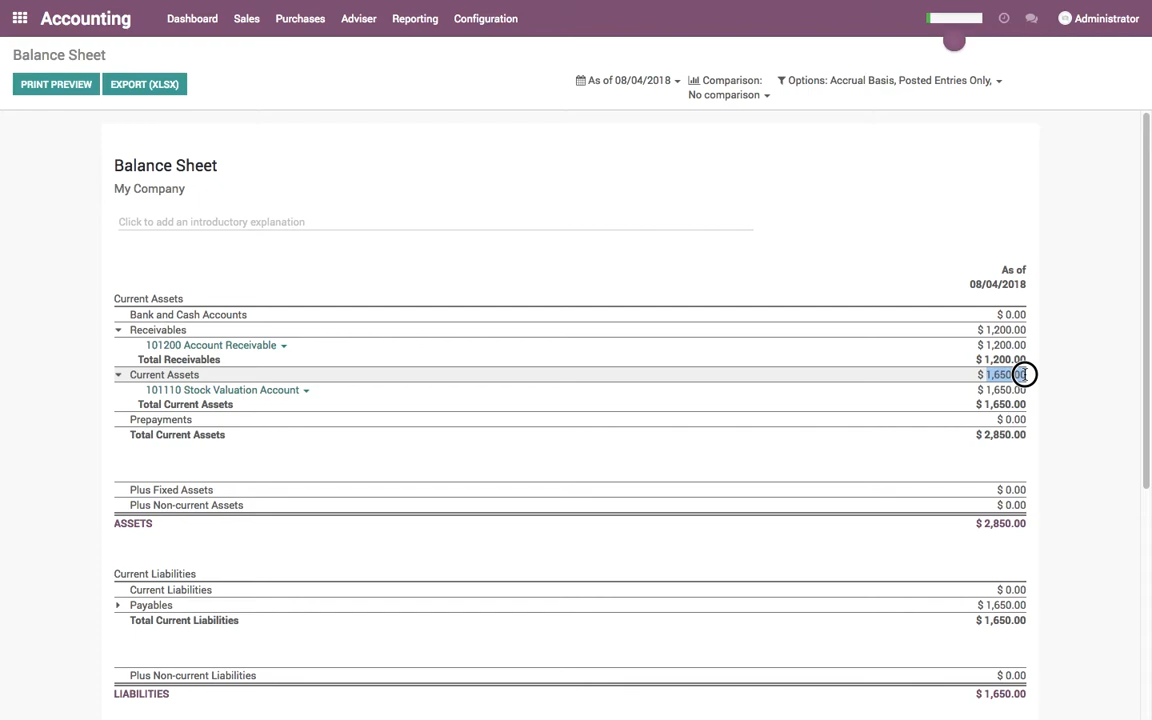 Accounting Dashboard Sales Purchases Adviser Reporting Configuration Administrator
Balance Sheet
PRINT PREVIEW EXPORT (XLSX) As of 08/04/2018 Comparison: Options: Accrual Basis, Posted Entries Only,
No comparison
Balance Sheet
My Company
Click to add an introductory explanation
As of
08/04/2018
Current Assets
Bank and Cash Accounts $ 0.00
Receivables $ 1,200.00
101200 Account Receivable $ 1,200.00
Total Receivables $ 1,200.00
Current Assets $ 1,650.00
101110 Stock Valuation Account $ 1,650.00
Total Current Assets $ 1,650.00
Prepayments $ 0.00
Total Current Assets $ 2,850.00
Plus Fixed Assets $ 0.00
Plus Non-current Assets $ 0.00
ASSETS $ 2,850.00
Current Liabilities
Current Liabilities $ 0.00
Payables $ 1,650.00
Total Current Liabilities $ 1,650.00
Plus Non-current Liabilities $ 0.00
LIABILITIES $ 1,650.00